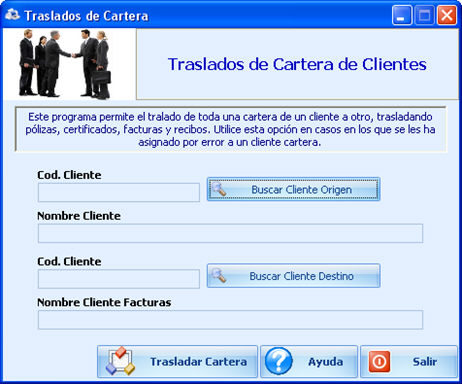 Traslados de Cartera
Traslados de Cartera de Clientes
Este programa permite el tralado de toda una cartera de un cliente a otro, trasladando
pólizas, certificados, facturas y recibos. Utilice esta opción en casos en los que se les ha
asignado por error a un cliente cartera.
Cod. Cliente
Buscar Cliente Origen
Nombre Cliente
Cod. Cliente
Buscar Cliente Destino
Nombre Cliente Facturas
Trasladar Cartera
Ayuda
Salir